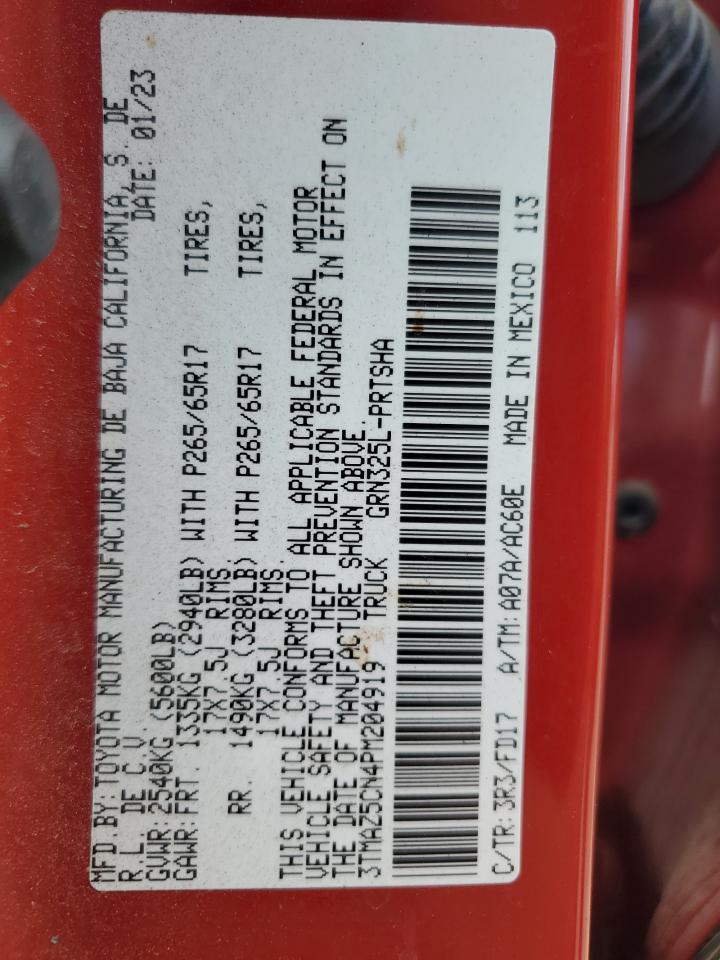 MFD.BY:TOYOTA MOTOR MANUFACTURING DE BAJA CALIFORNIA, S. DE
R.L. DE C.V. DATE: 01/23
GVWR:2540KG (5600LB)
GAWR:FRT. 1335KG (2940LB) WITH P265/65R17 TIRES,
17X7.5J RIMS.
RR. 1490KG (3280LB) WITH P265/65R17 TIRES,
17X7.5J RIMS.
THIS VEHICLE CONFORMS TO ALL APPLICABLE FEDERAL MOTOR
VEHICLE SAFETY AND THEFT PREVENTION STANDARDS IN EFFECT ON
THE DATE OF MANUFACTURE SHOWN ABOVE.
3TMAZ5CN4PM204919 TRUCK GRN325L-PRTSHA
C/TR:3R3/FD17 A/TM:A07A/AC60E MADE IN MEXICO 113